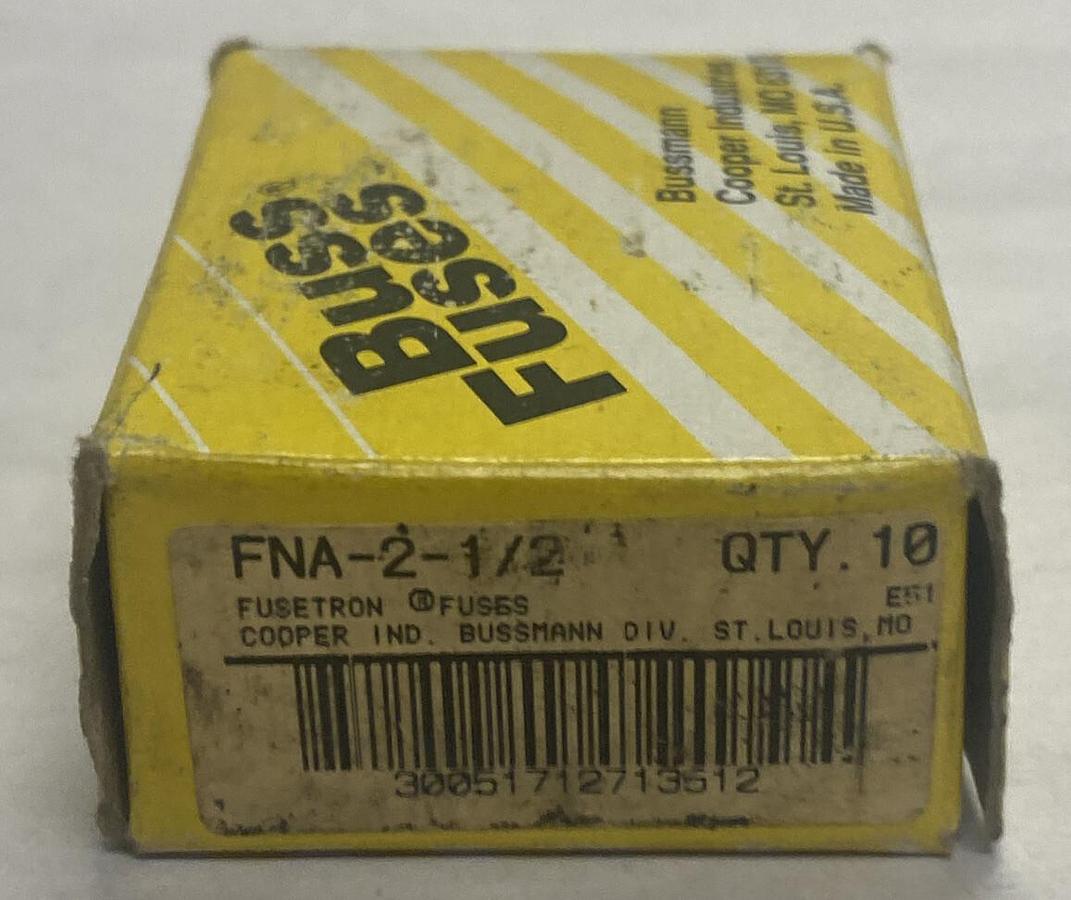 Buss®
Fuses
Bussmann
Cooper Industries
St. Louis, MO
Made in U.S.A.
FNA-2-1/2 QTY. 10
E51
FUSETRON ®FUSES
COOPER IND. BUSSMANN DIV. ST.LOUIS,MO
30051712713512